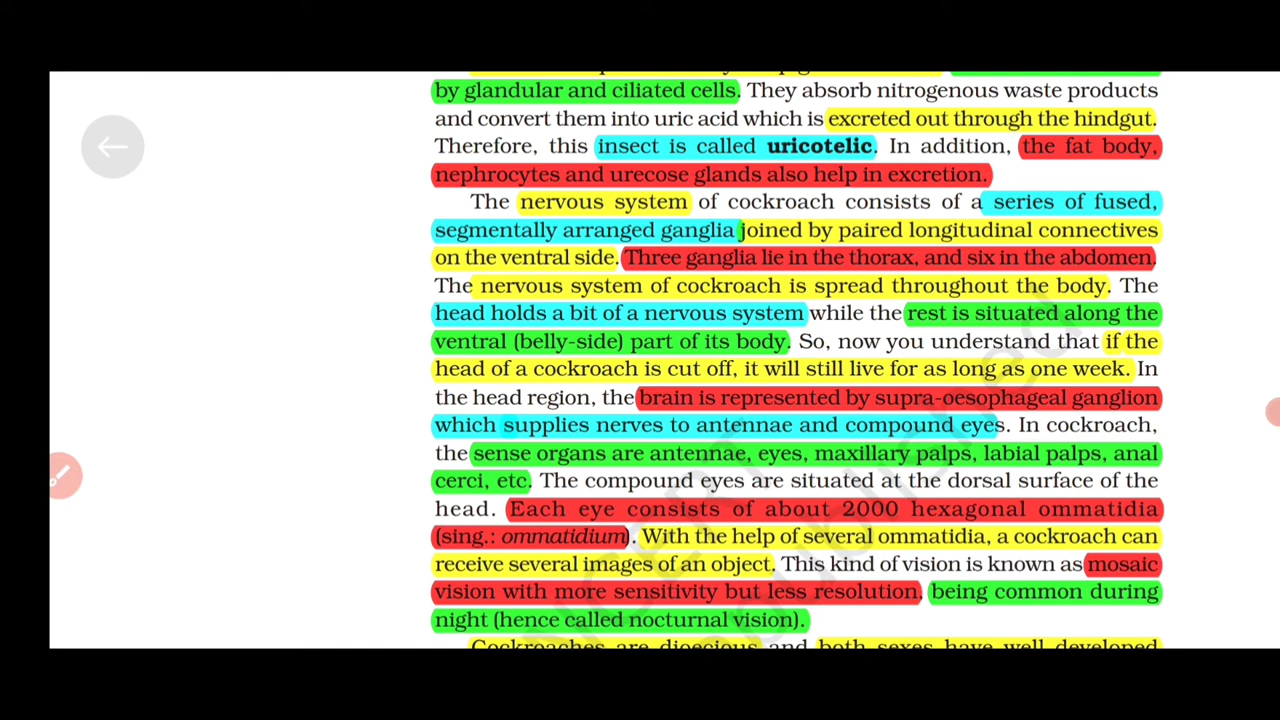 by glandular and ciliated cells. They absorb nitrogenous waste products
and convert them into uric acid which is excreted out through the hindgut.
Therefore, this insect is called uricotelic. In addition, the fat body,
nephrocytes and urecose glands also help in excretion.
The nervous system of cockroach consists of a series of fused,
segmentally arranged ganglia joined by paired longitudinal connectives
on the ventral side. Three ganglia lie in the thorax, and six in the abdomen.
The nervous system of cockroach is spread throughout the body. The
head holds a bit of a nervous system while the rest is situated along the
ventral (belly-side) part of its body. So, now you understand that if the
head of a cockroach is cut off, it will still live for as long as one week. In
the head region, the brain is represented by supra-oesophageal ganglion
which supplies nerves to antennae and compound eyes. In cockroach,
the sense organs are antennae, eyes, maxillary palps, labial palps, anal
cerci, etc. The compound eyes are situated at the dorsal surface of the
head. Each eye consists of about 2000 hexagonal ommatidia
(sing.: ommatidium). With the help of several ommatidia, a cockroach can
receive several images of an object. This kind of vision is known as mosaic
vision with more sensitivity but less resolution, being common during
night (hence called nocturnal vision).
Cockroaches are dioecious and both sexes have well developed